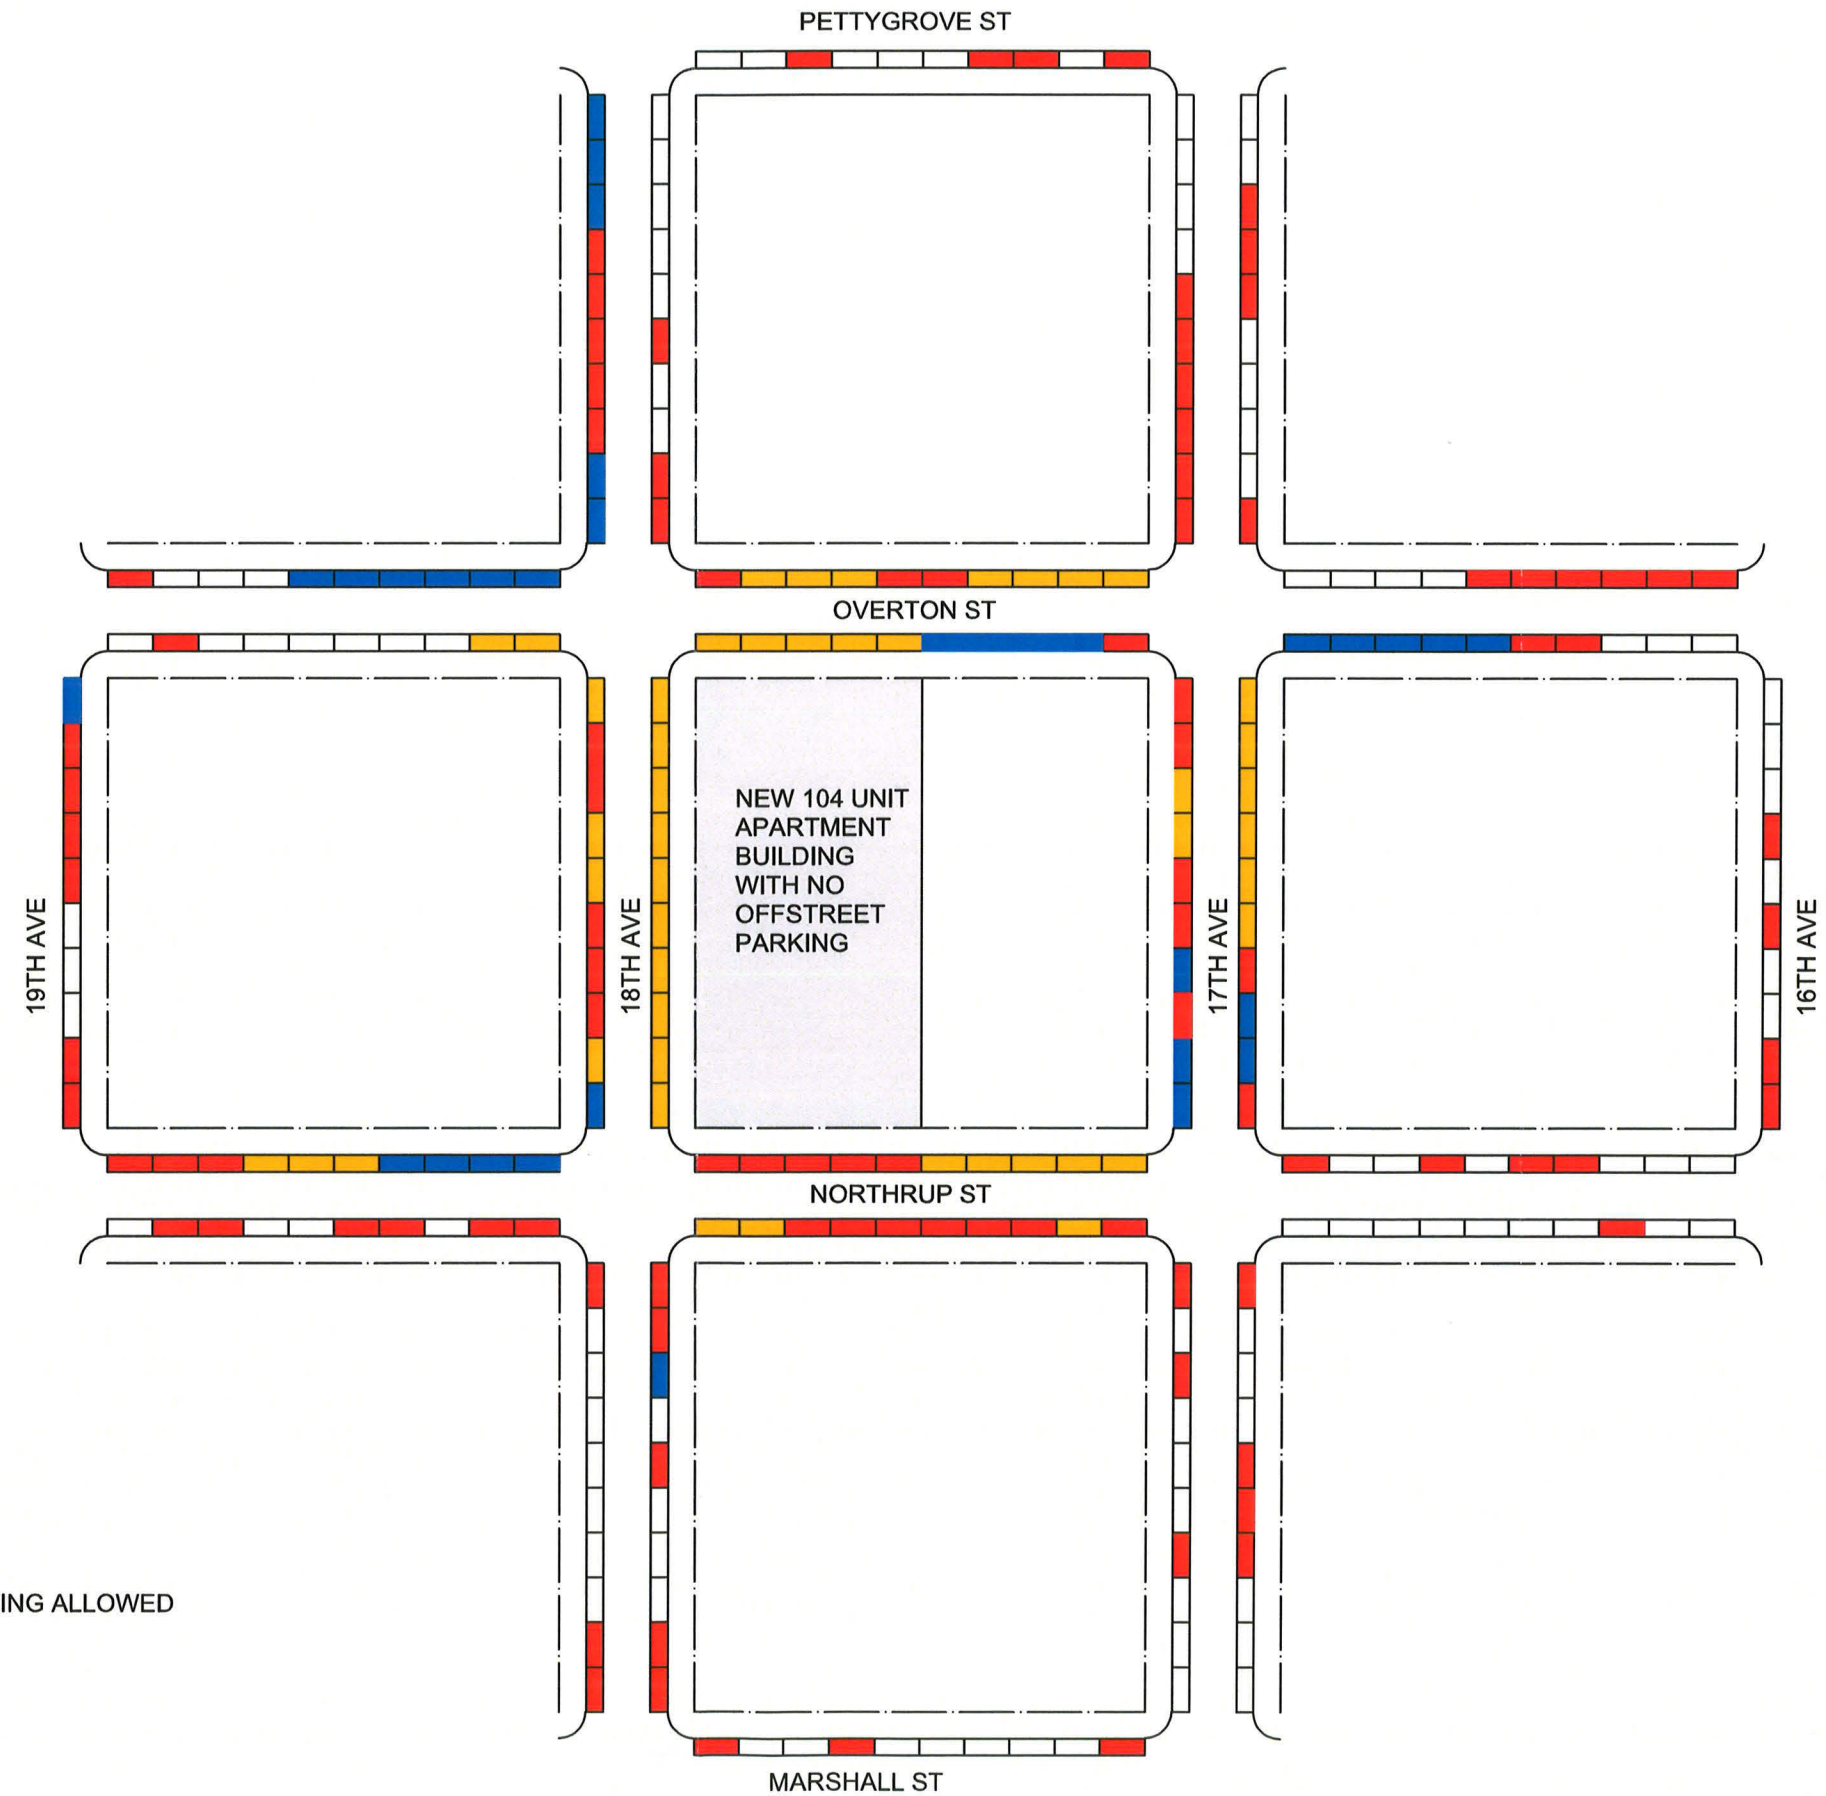 PETTYGROVE ST
OVERTON ST
NEW 104 UNIT
APARTMENT
BUILDING
WITH NO
OFFSTREET
PARKING
19TH AVE
18TH AVE
17TH AVE
16TH AVE
NORTHRUP ST
ING ALLOWED
MARSHALL ST